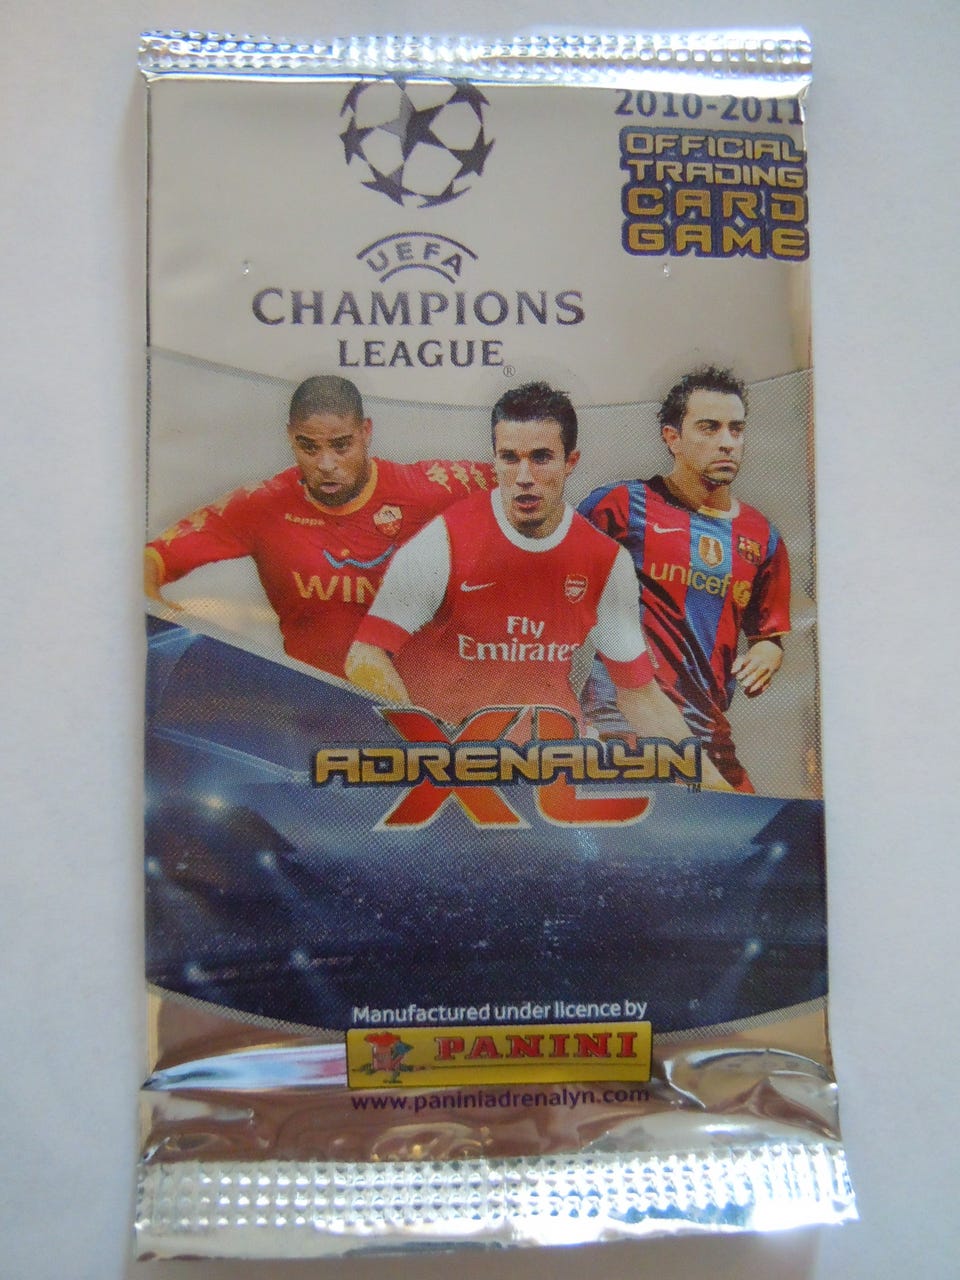 2010-2011
OFFICIAL
TRADING
CARD
GAME
UEFA
CHAMPIONS
LEAGUE®
Kappa
WIN
Fly
Emirates
unicef
XL
ADRENALYN™
Manufactured under licence by
PANINI
www.paniniadrenalyn.com